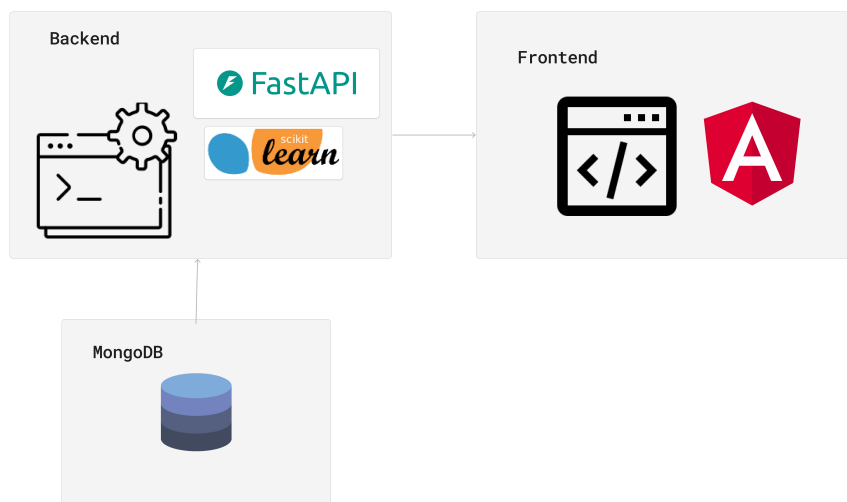 Backend
FastAPI
scikit
learn
>_
Frontend
</>
A
MongoDB